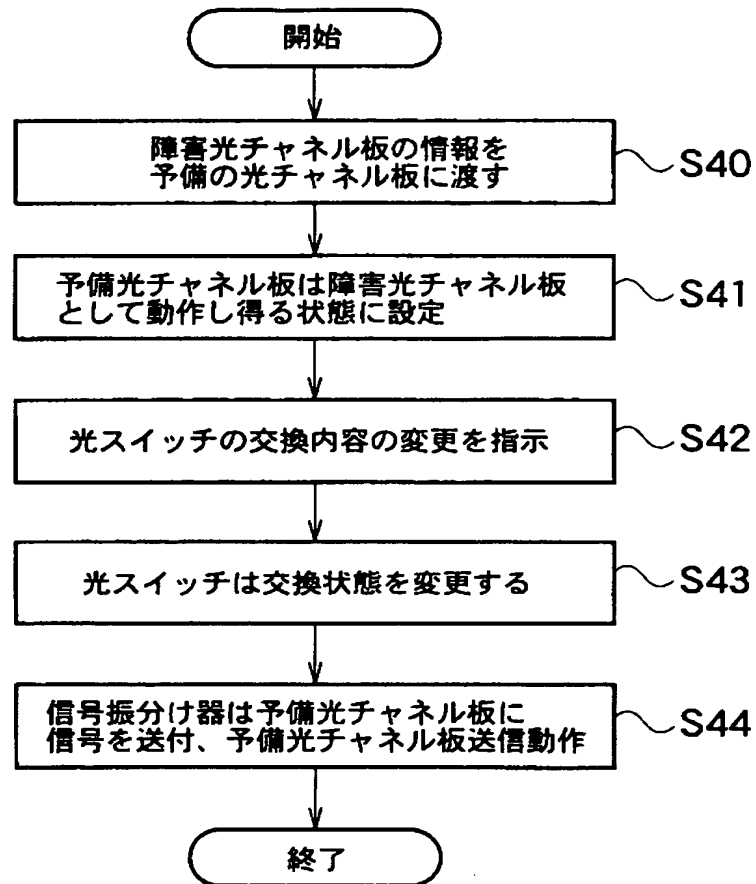 開始
障害光チャネル板の情報を
予備の光チャネル板に渡す
S40
予備光チャネル板は障害光チャネル板
として動作し得る状態に設定
S41
光スイッチの交換内容の変更を指示
S42
光スイッチは交換状態を変更する
S43
信号振分け器は予備光チャネル板に
信号を送付、予備光チャネル板送信動作
S44
終了